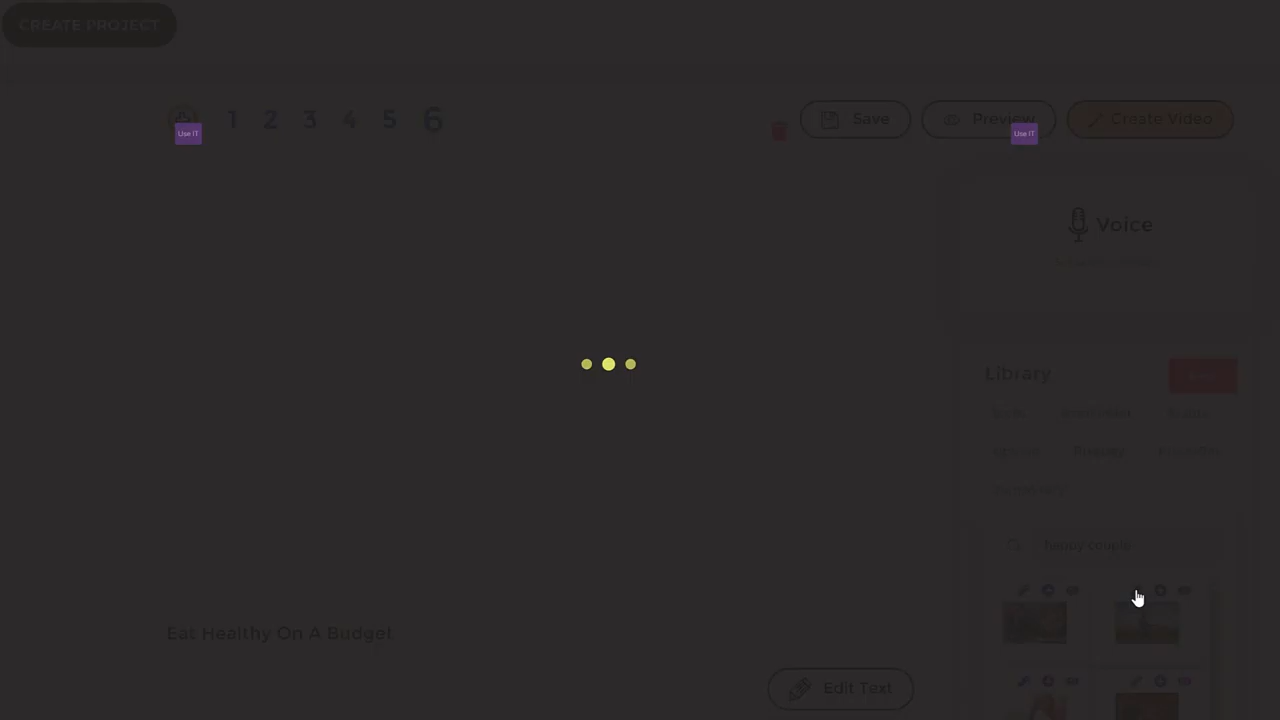 CREATE PROJECT
1 2 3 4 5 6
Save
Preview
Create Video
Use IT
Use IT
Voice
Library
Energy
happy couple
Eat Healthy On A Budget
Edit Text